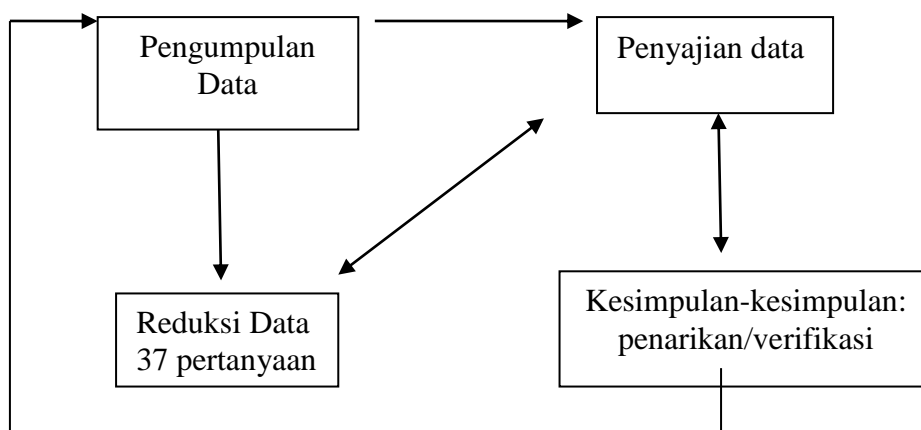 Pengumpulan
Data
Penyajian data
Reduksi Data
37 pertanyaan
Kesimpulan-kesimpulan:
penarikan/verifikasi